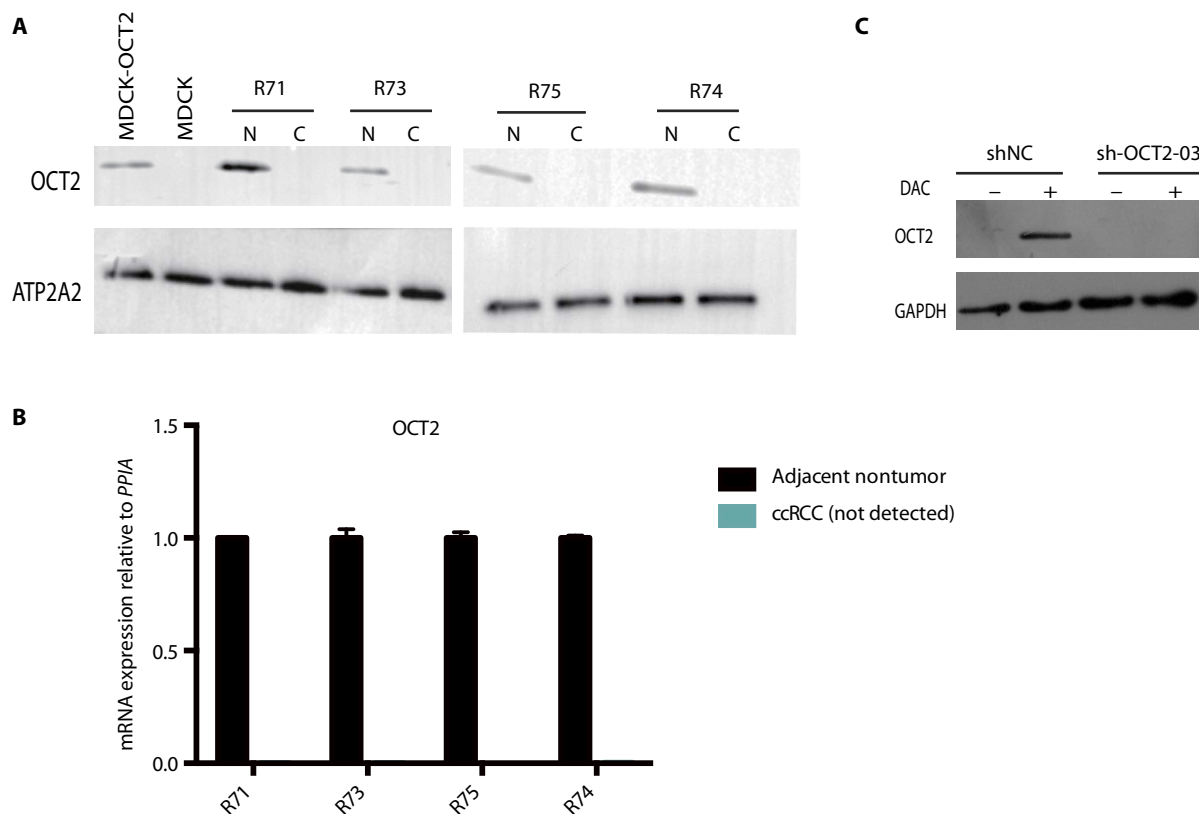 A
MDCK-OCT2
MDCK
R71
R73
R75
R74
N C N C N C N C
OCT2
ATP2A2
C
shNC sh-OCT2-03
DAC – + – +
OCT2
GAPDH
B
OCT2
mRNA expression relative to PPIA
1.5
1.0
0.5
0.0
R71 R73 R75 R74
Adjacent nontumor
ccRCC (not detected)